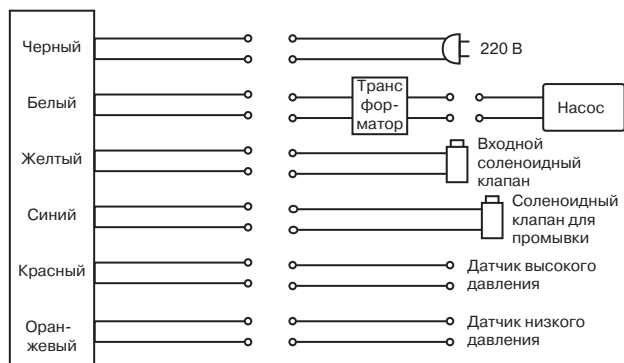 Черный
220 В
Белый
Транс
фор-
матор
Насос
Желтый
Входной
соленоидный
клапан
Синий
Соленоидный
клапан для
промывки
Красный
Датчик высокого
давления
Оран-
жевый
Датчик низкого
давления